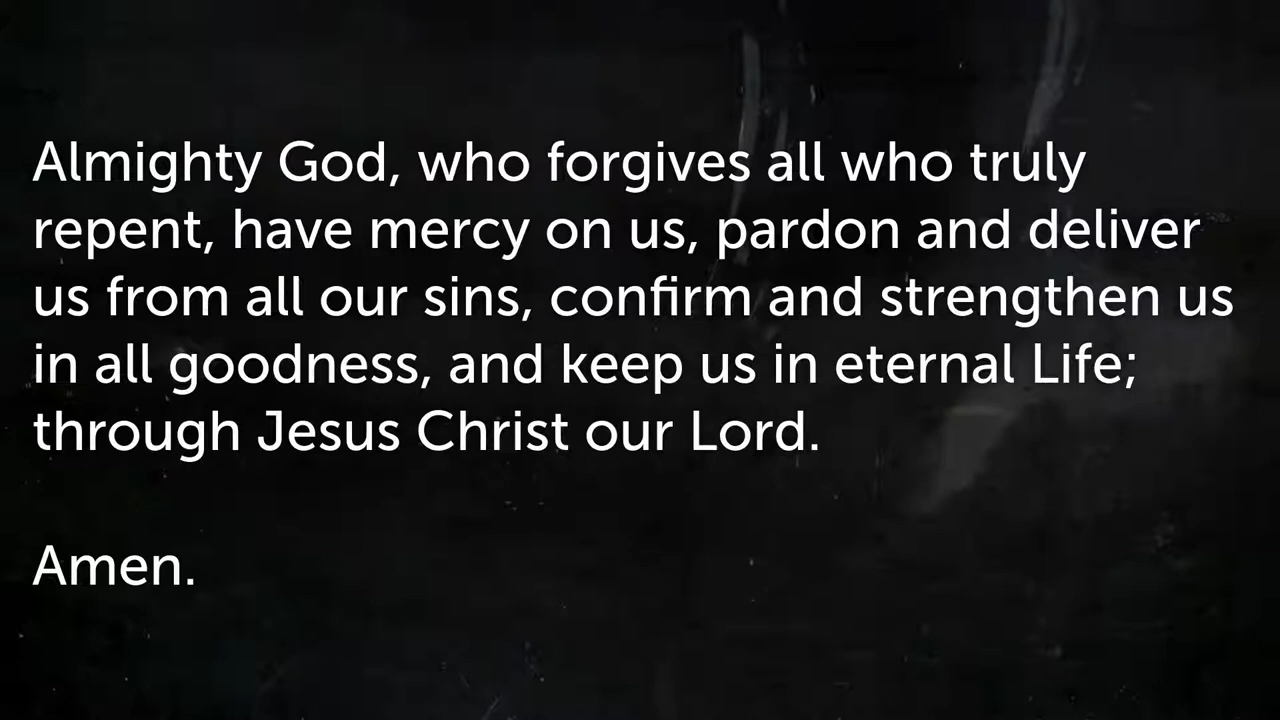 Almighty God, who forgives all who truly
repent, have mercy on us, pardon and deliver
us from all our sins, confirm and strengthen us
in all goodness, and keep us in eternal Life;
through Jesus Christ our Lord.
Amen.